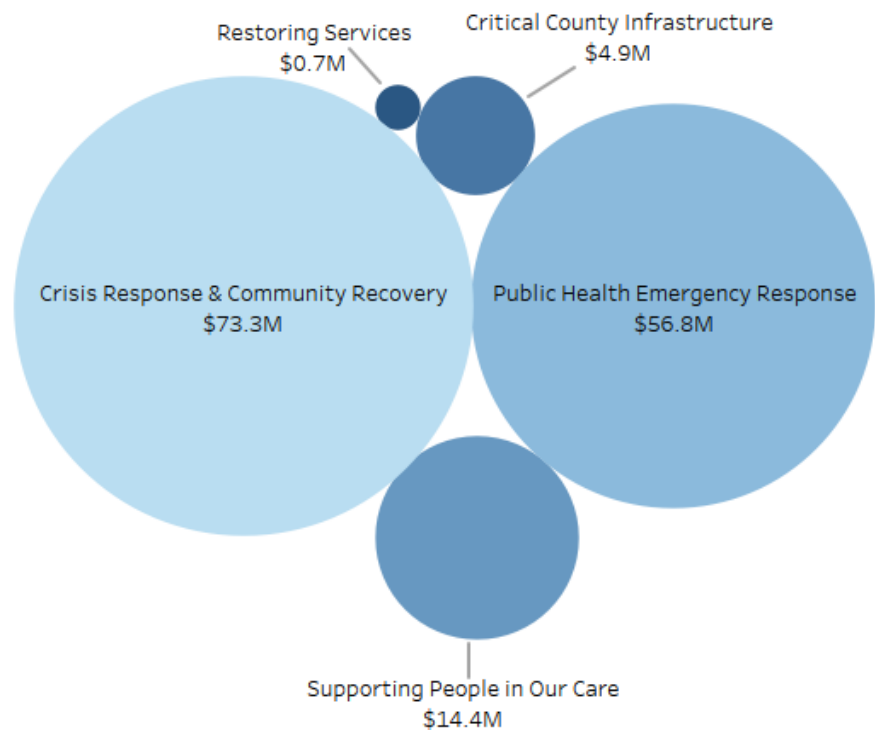 Restoring Services
$0.7M
Critical County Infrastructure
$4.9M
Crisis Response & Community Recovery
$73.3M
Public Health Emergency Response
$56.8M
Supporting People in Our Care
$14.4M